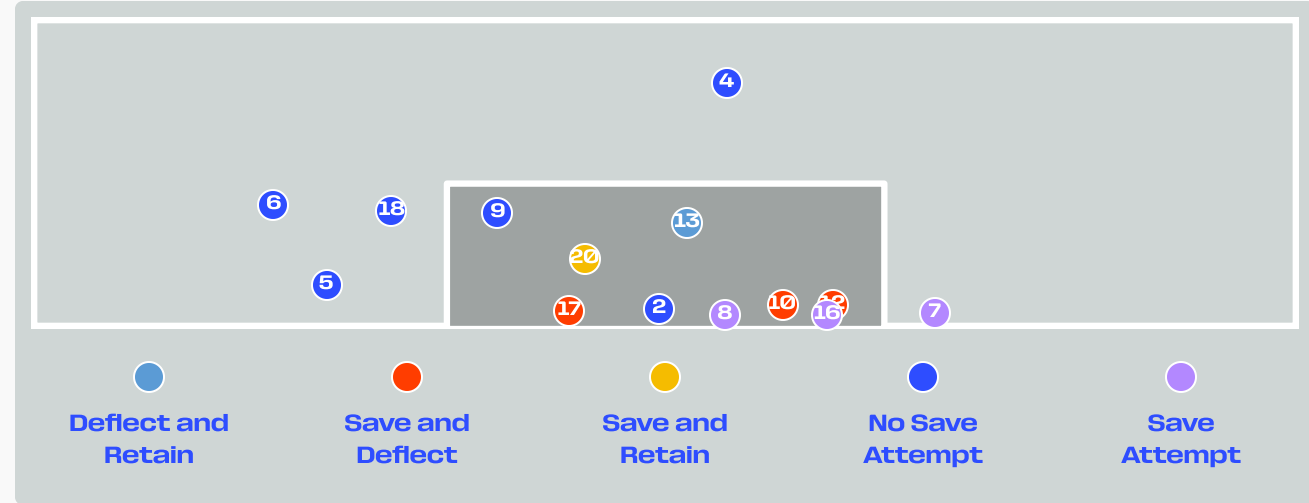 4
6
18
9
13
20
5
17
2
8
10
16
7
Deflect and
Retain
Save and
Deflect
Save and
Retain
No Save
Attempt
Save
Attempt